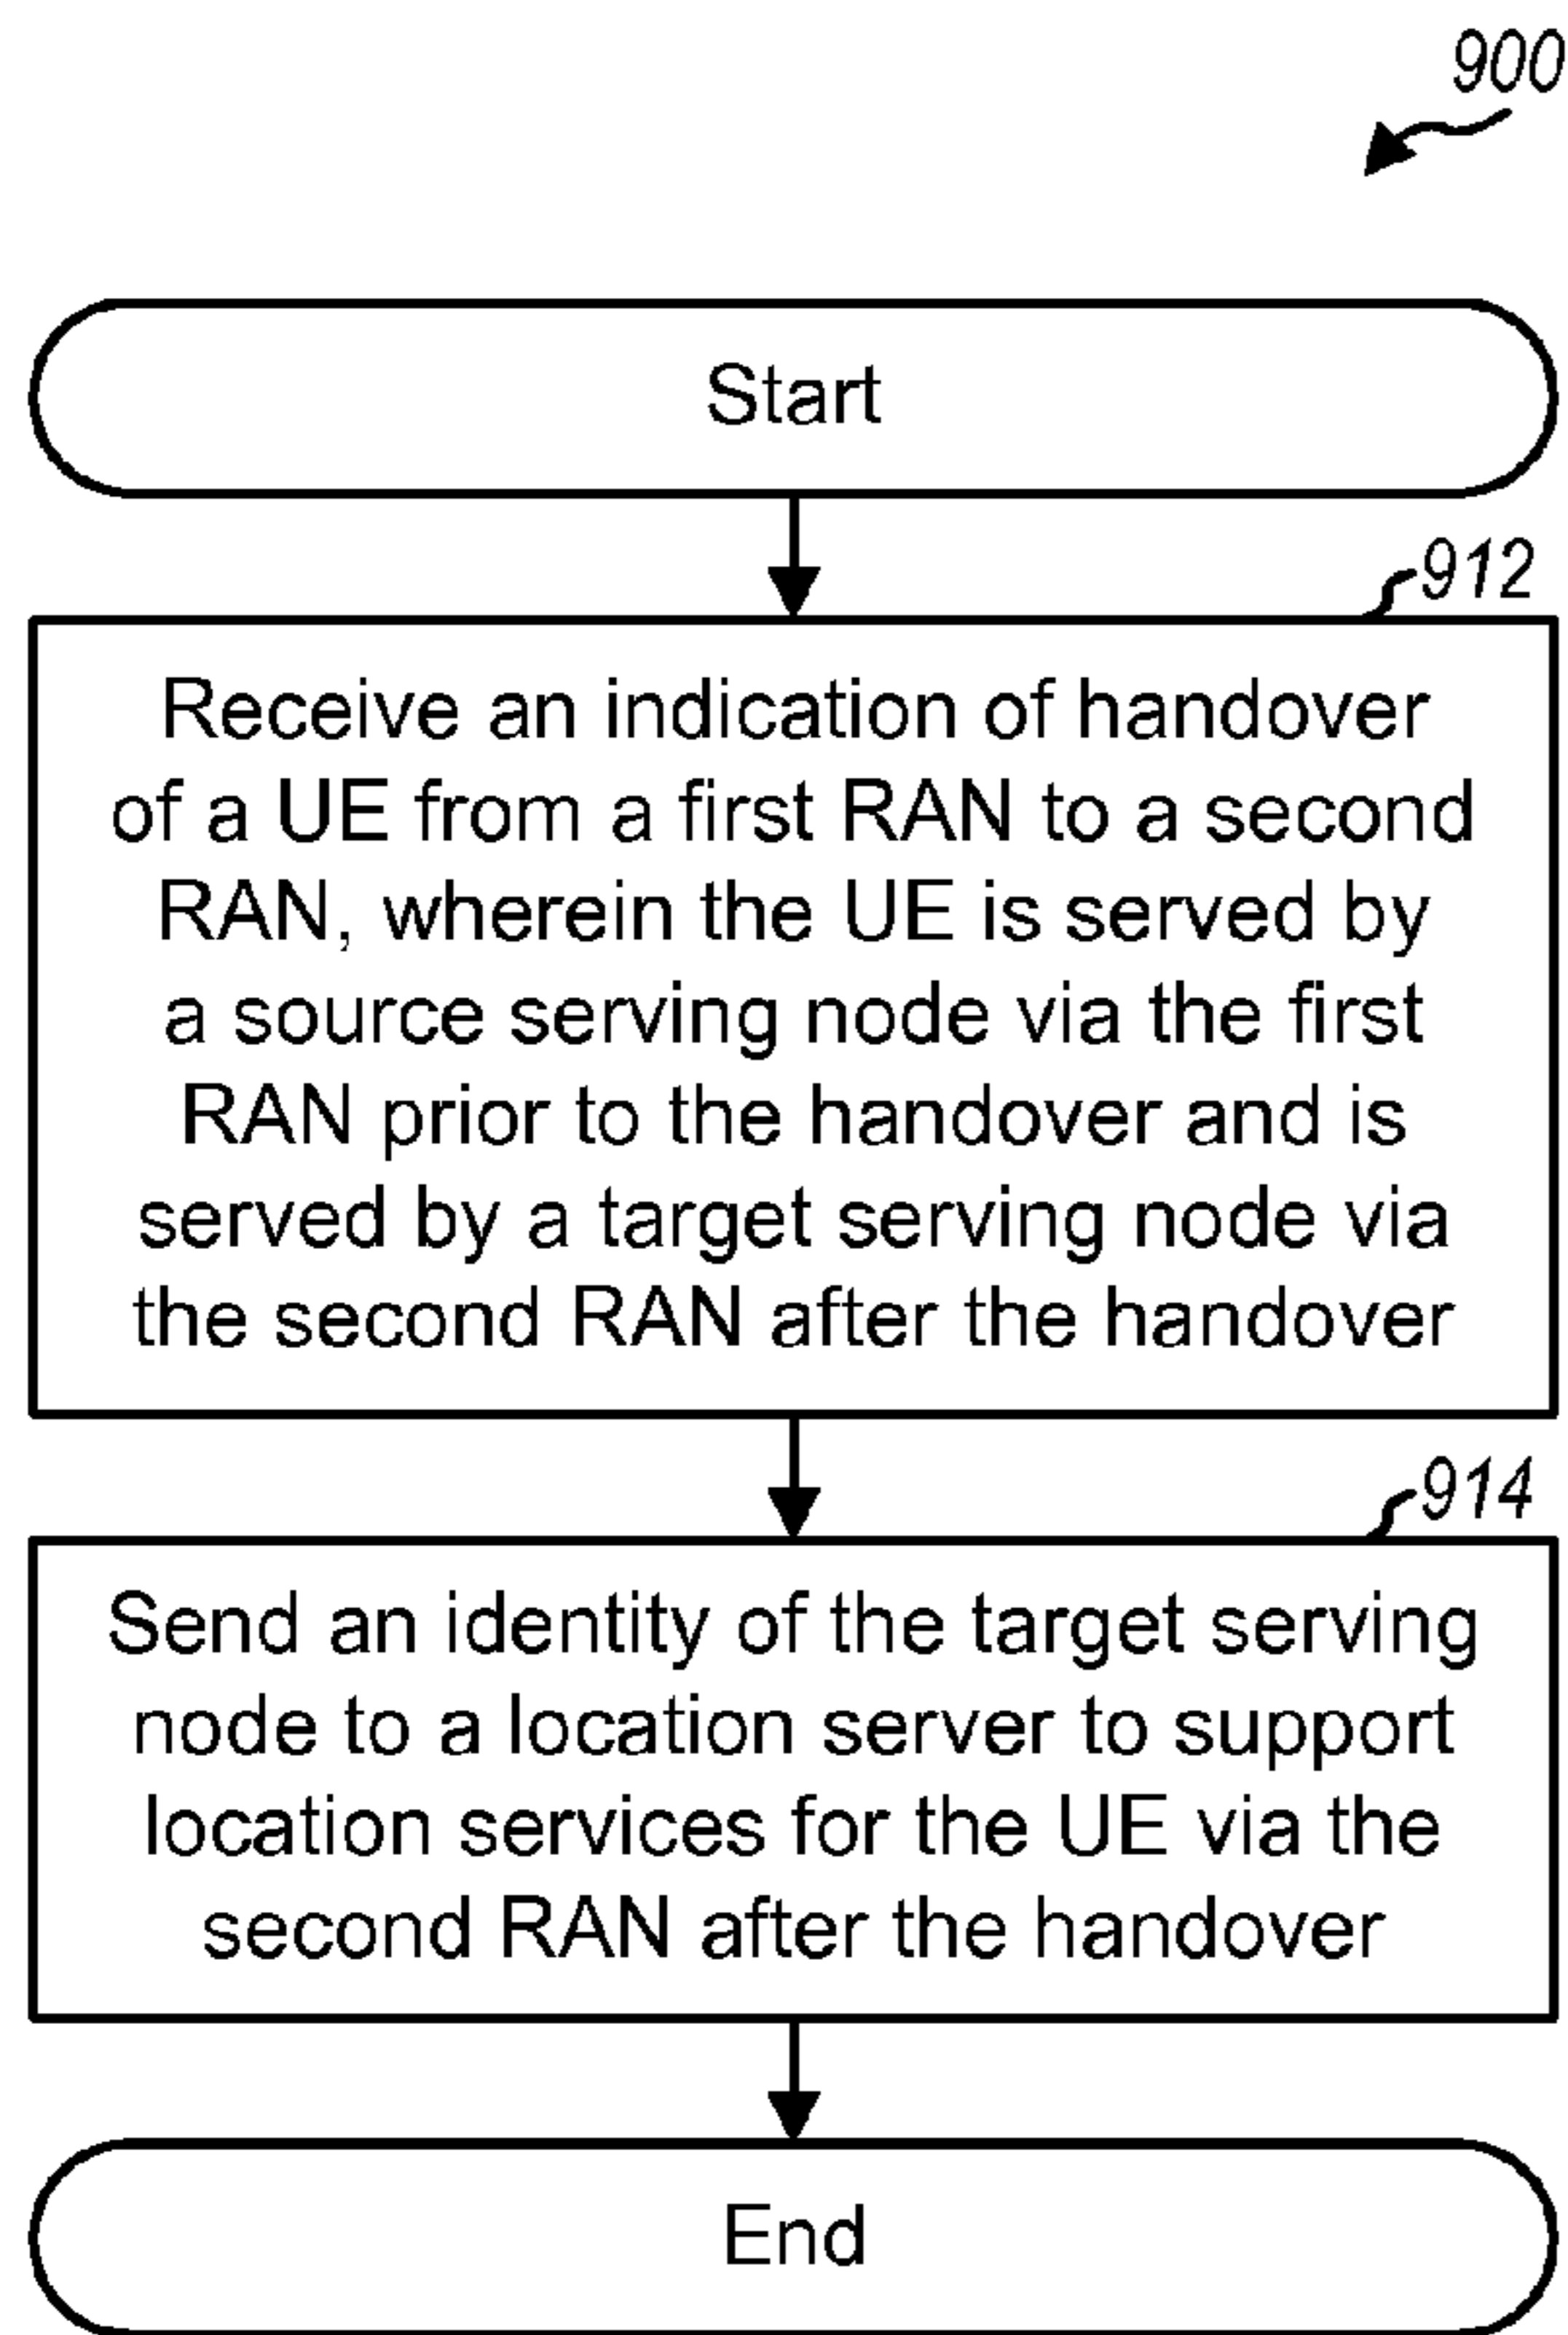 900
Start
912
Receive an indication of handover
of a UE from a first RAN to a second
RAN, wherein the UE is served by
a source serving node via the first
RAN prior to the handover and is
served by a target serving node via
the second RAN after the handover
914
Send an identity of the target serving
node to a location server to support
location services for the UE via the
second RAN after the handover
End